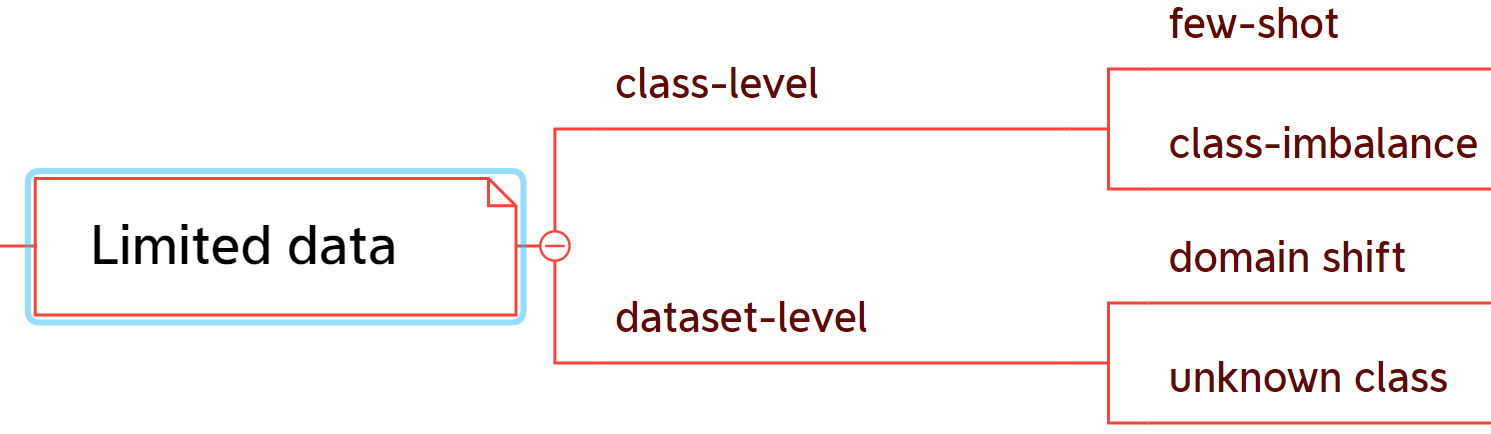 few-shot
class-level
class-imbalance
Limited data
domain shift
dataset-level
unknown class